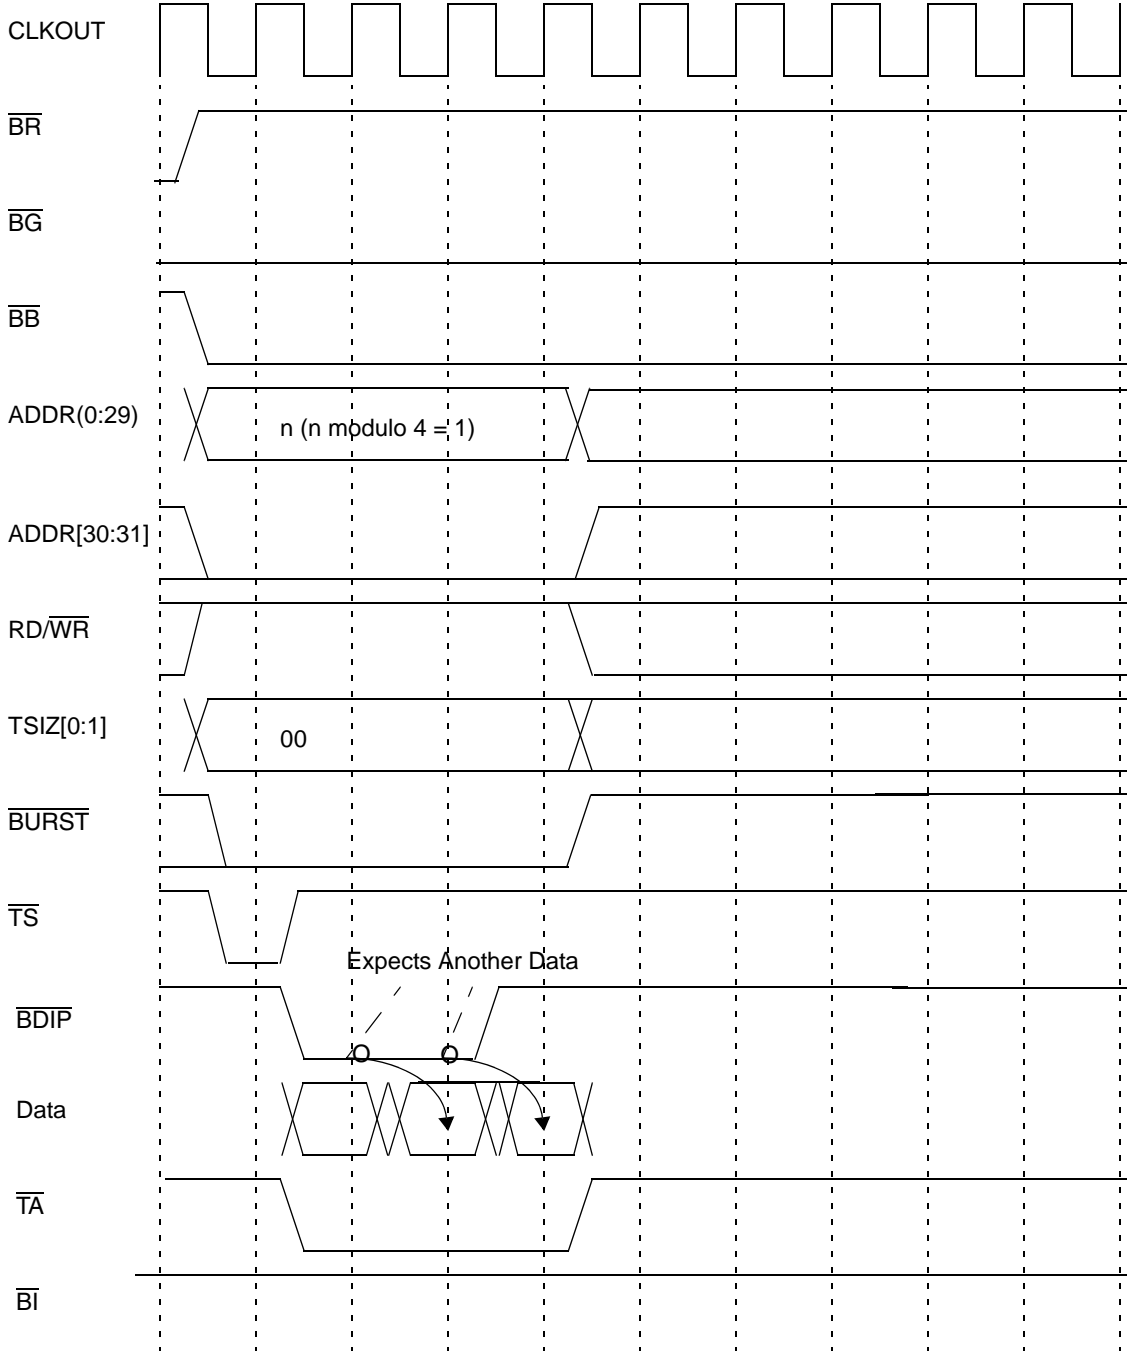 CLKOUT
BR
BG
BB
ADDR(0:29)
n (n modulo 4 = 1)
ADDR[30:31]
RD/WR
TSIZ[0:1]
00
BURST
TS
Expects Another Data
BDIP
Data
TA
BI